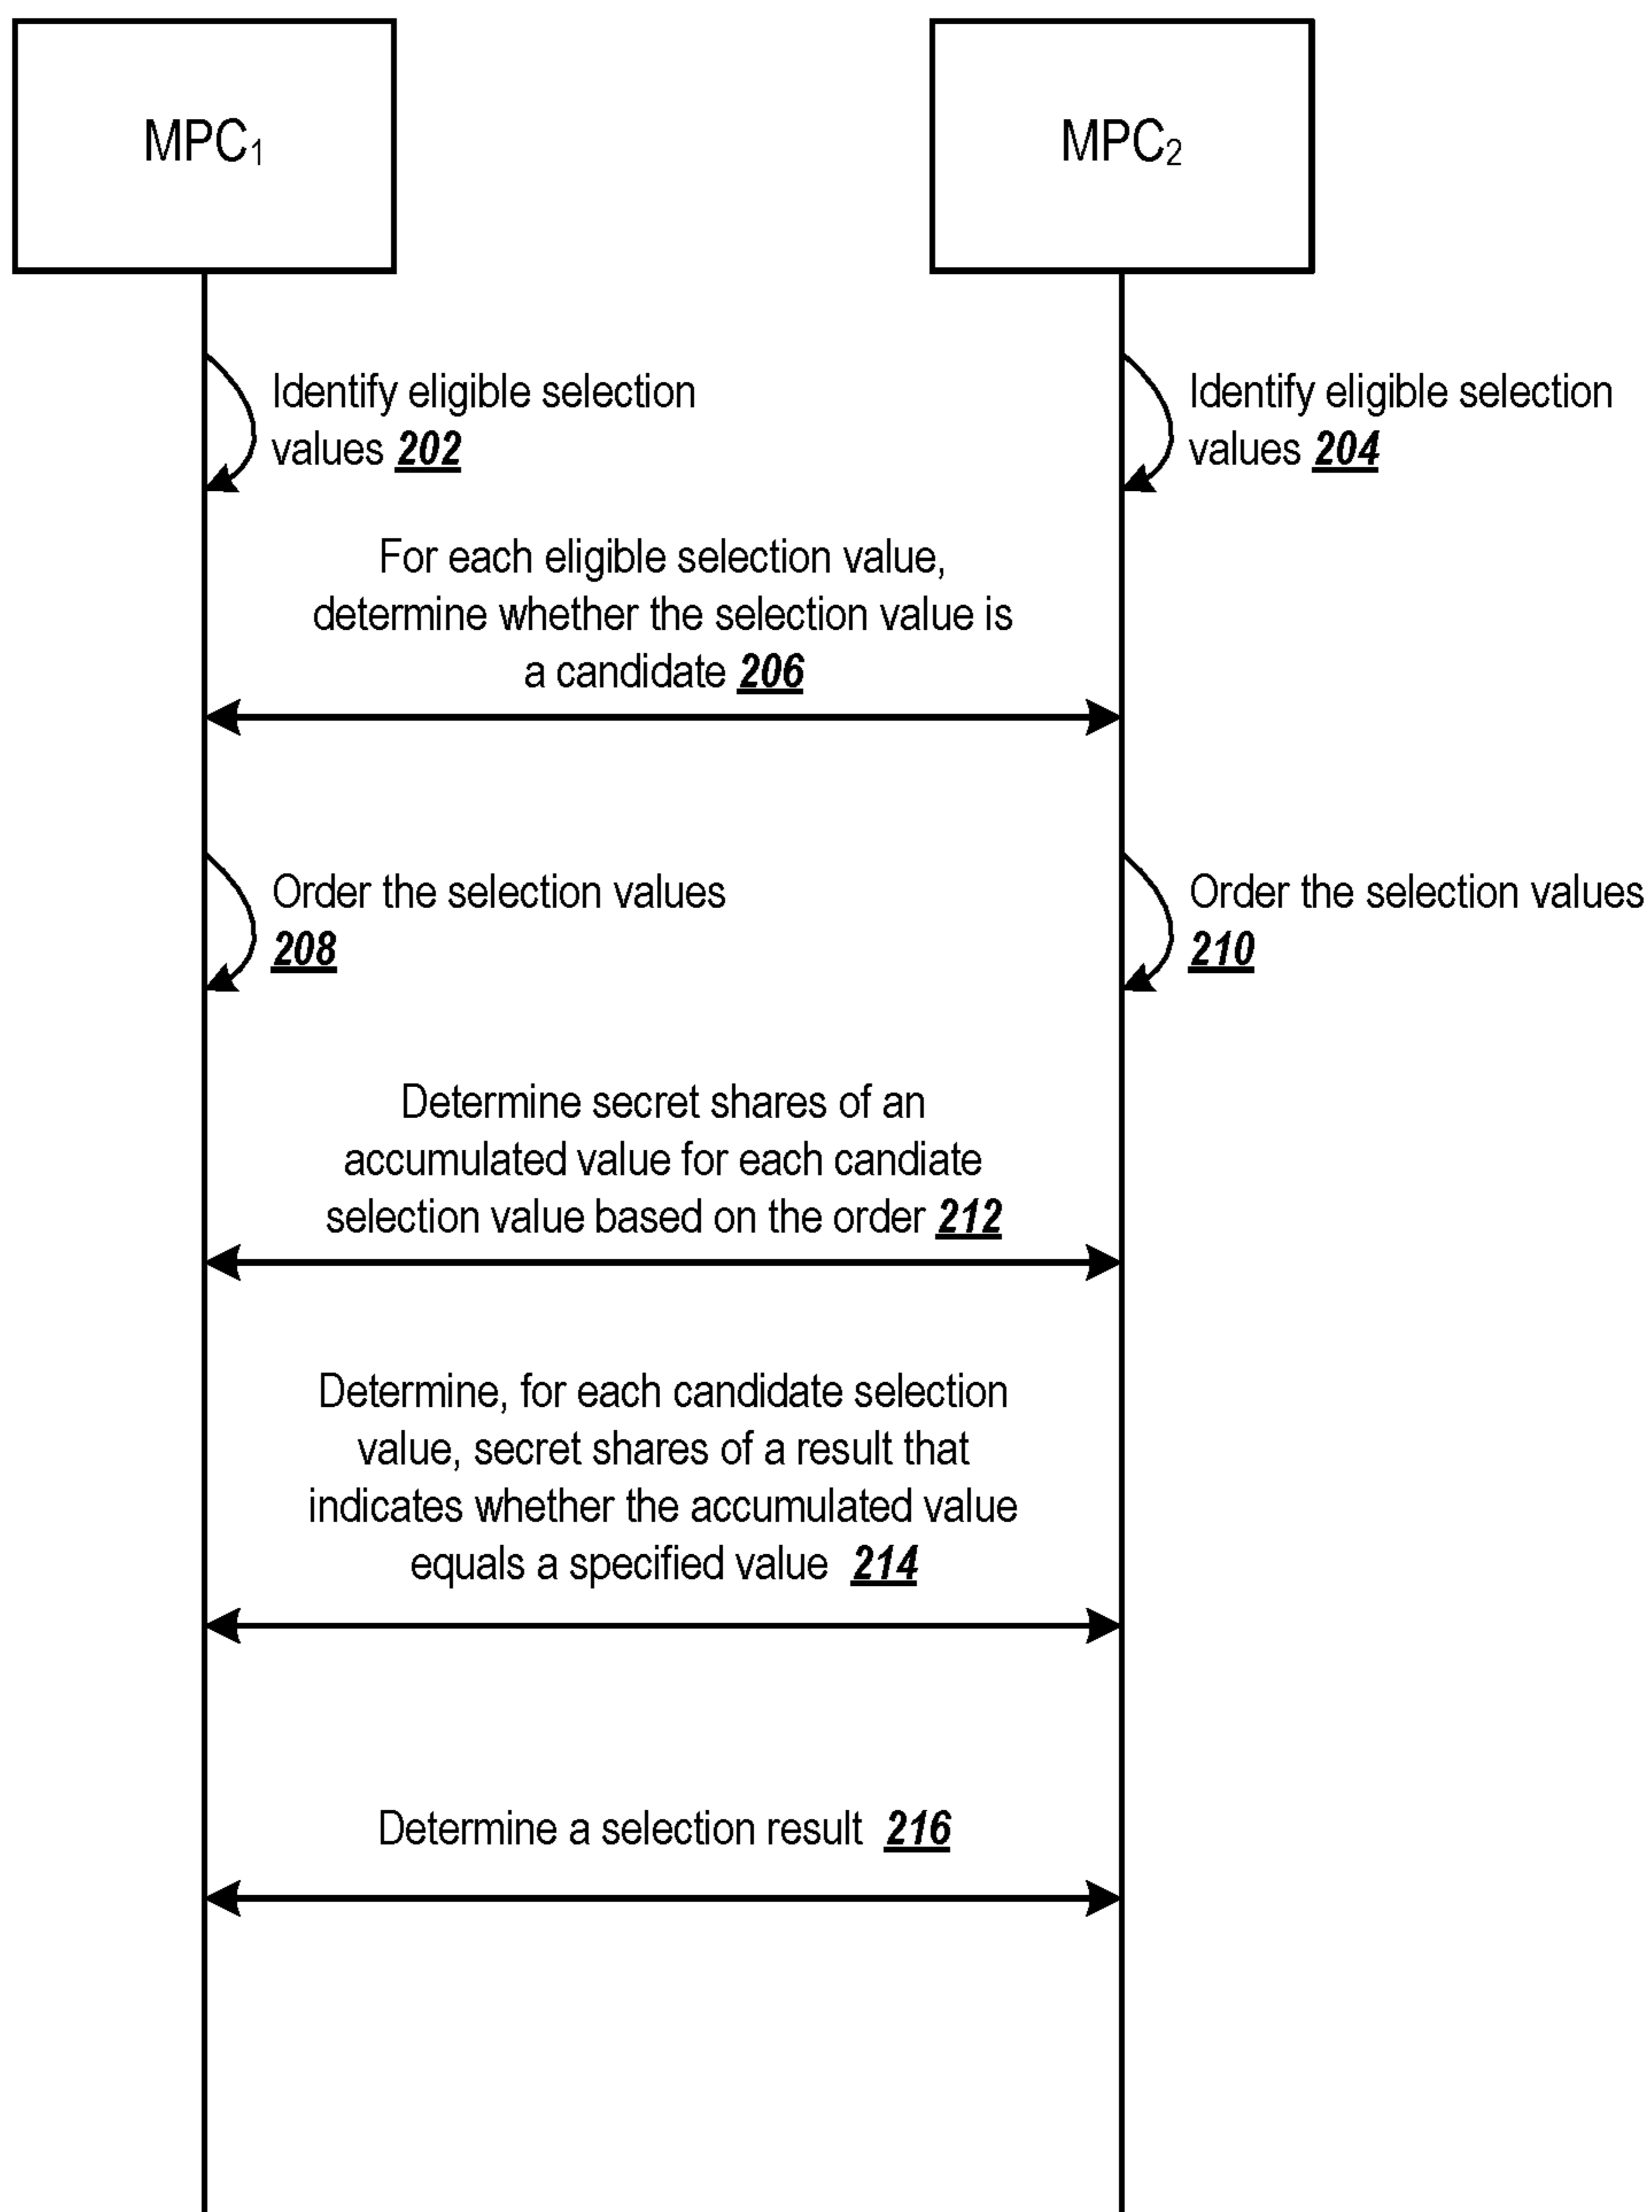 MPC₁
MPC₂
Identify eligible selection
values 202
Identify eligible selection
values 204
For each eligible selection value,
determine whether the selection value is
a candidate 206
Order the selection values
208
Order the selection values
210
Determine secret shares of an
accumulated value for each candiate
selection value based on the order 212
Determine, for each candidate selection
value, secret shares of a result that
indicates whether the accumulated value
equals a specified value 214
Determine a selection result 216